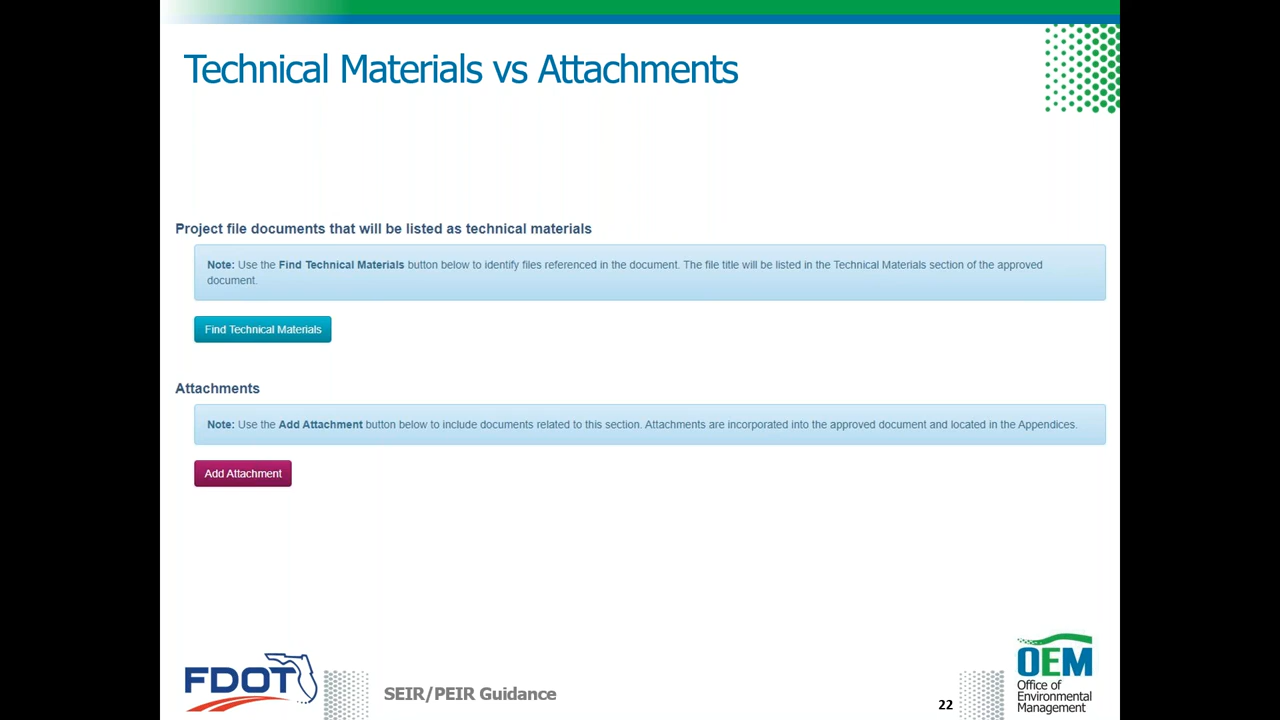 Technical Materials vs Attachments
Project file documents that will be listed as technical materials
Note: Use the Find Technical Materials button below to identify files referenced in the document. The file title will be listed in the Technical Materials section of the approved
document.
Find Technical Materials
Attachments
Note: Use the Add Attachment button below to include documents related to this section. Attachments are incorporated into the approved document and located in the Appendices.
Add Attachment
FDOT
SEIR/PEIR Guidance
22
OEM
Office of
Environmental
Management